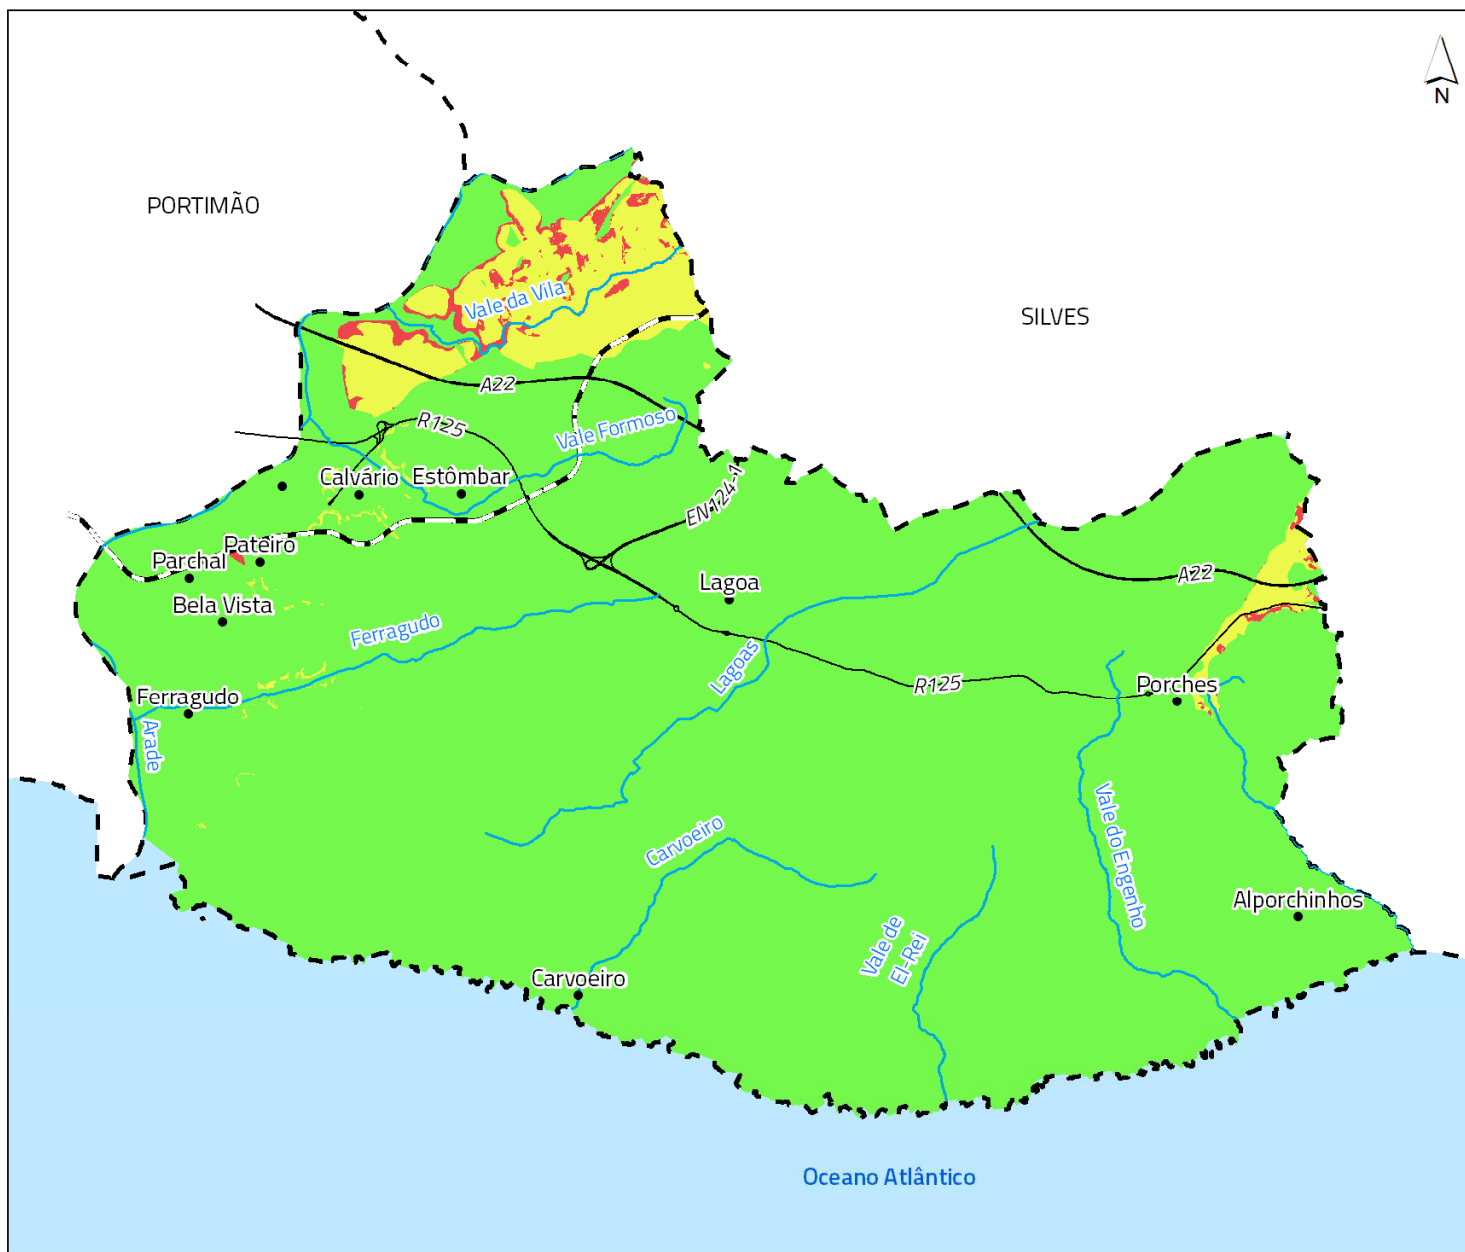 N
PORTIMÃO
SILVES
Vale da Vila
A22
R125
Vale Formoso
Calvário
Estômbar
EN124-1
Pateiro
Parchal
A22
Lagoa
Bela Vista
Ferragudo
Lagoas
R125
Porches
Ferragudo
Arade
Vale do Engenho
Carvoeiro
Alporchinhos
Vale de
El-Rei
Carvoeiro
Oceano Atlântico